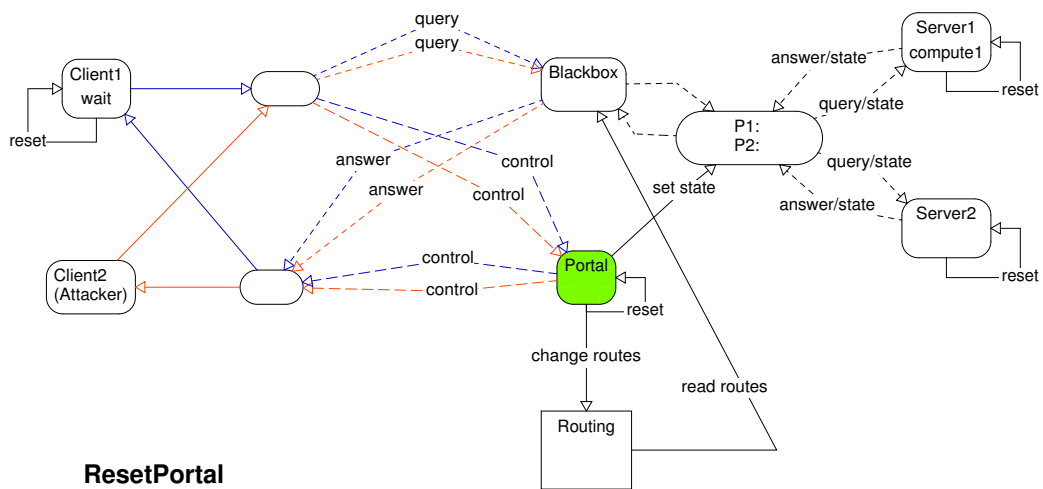 query
query
Client1
wait
reset
Blackbox
Server1
compute1
answer/state
reset
query/state
P1:
P2:
query/state
answer/state
Server2
reset
answer
answer
control
control
set state
Client2
(Attacker)
control
control
Portal
reset
change routes
read routes
Routing
ResetPortal